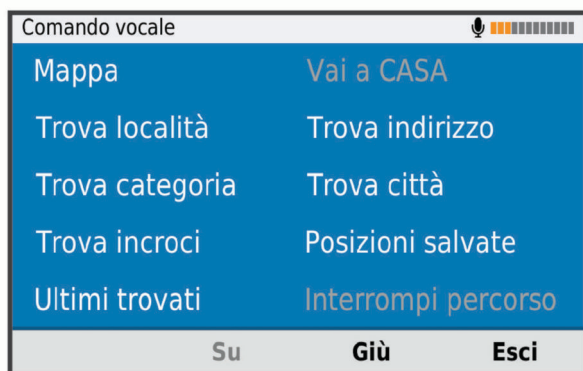 Comando vocale
Mappa Vai a CASA
Trova località Trova indirizzo
Trova categoria Trova città
Trova incroci Posizioni salvate
Ultimi trovati Interrompi percorso
Su Giù Esci